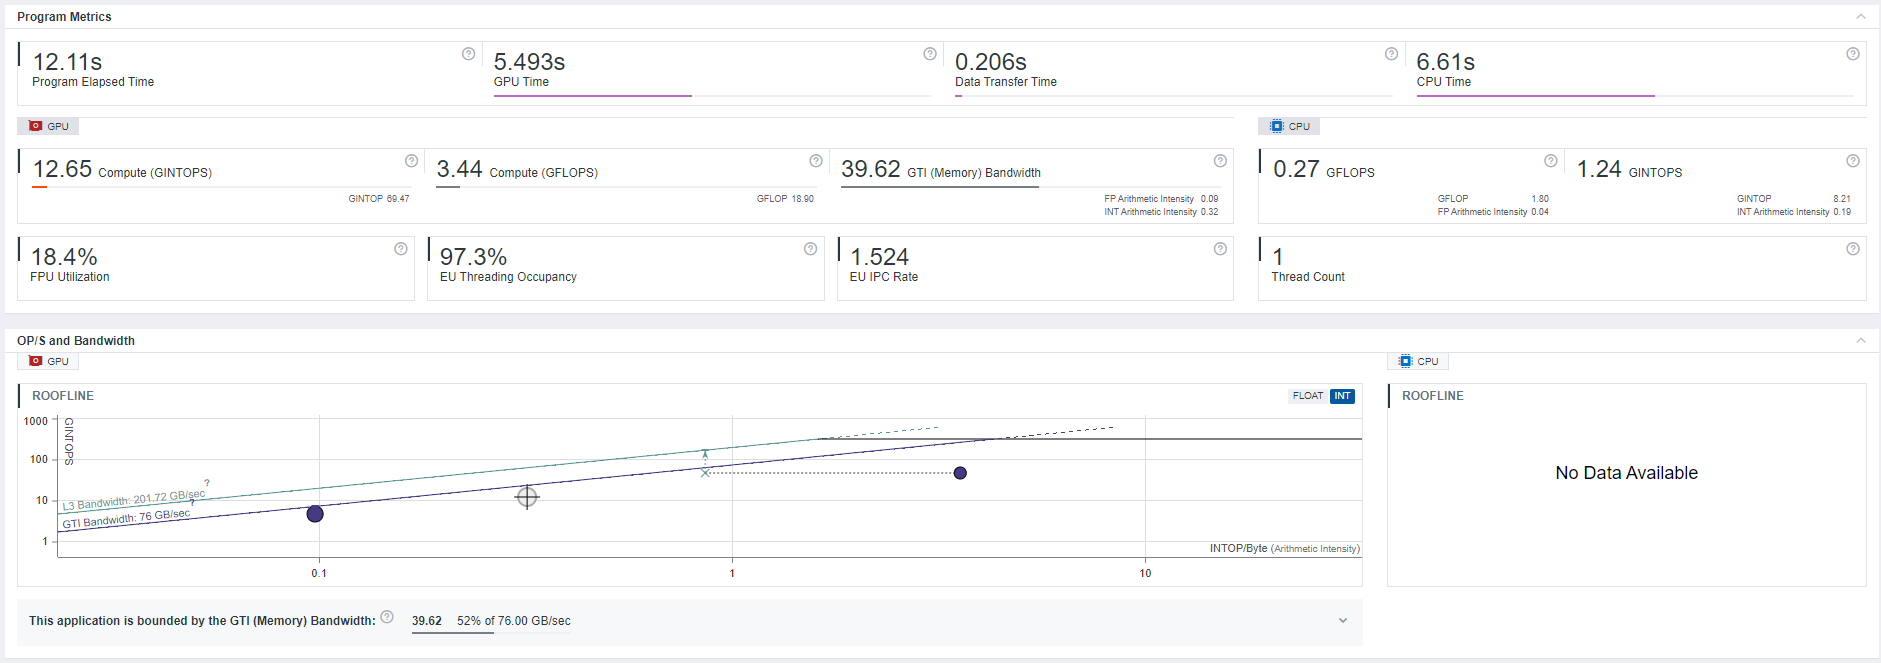 Program Metrics
12.11s
Program Elapsed Time
5.493s
GPU Time
0.206s
Data Transfer Time
6.61s
CPU Time
GPU
CPU
12.65 Compute (GINTOPS)
GINTOP 69.47
3.44 Compute (GFLOPS)
GFLOP 18.90
39.62 GTI (Memory) Bandwidth
FP Arithmetic Intensity 0.09
INT Arithmetic Intensity 0.32
0.27 GFLOPS
GFLOP 1.80
FP Arithmetic Intensity 0.04
1.24 GINTOPS
GINTOP 8.21
INT Arithmetic Intensity 0.19
18.4%
FPU Utilization
97.3%
EU Threading Occupancy
1.524
EU IPC Rate
1
Thread Count
OP/S and Bandwidth
GPU
CPU
ROOFLINE
FLOAT INT
ROOFLINE
GINTOPS
1000
100
10
1
L3 Bandwidth: 201.72 GB/sec ?
GTI Bandwidth: 76 GB/sec ?
INTOP/Byte (Arithmetic Intensity)
0.1 1 10
No Data Available
This application is bounded by the GTI (Memory) Bandwidth: ? 39.62 52% of 76.00 GB/sec